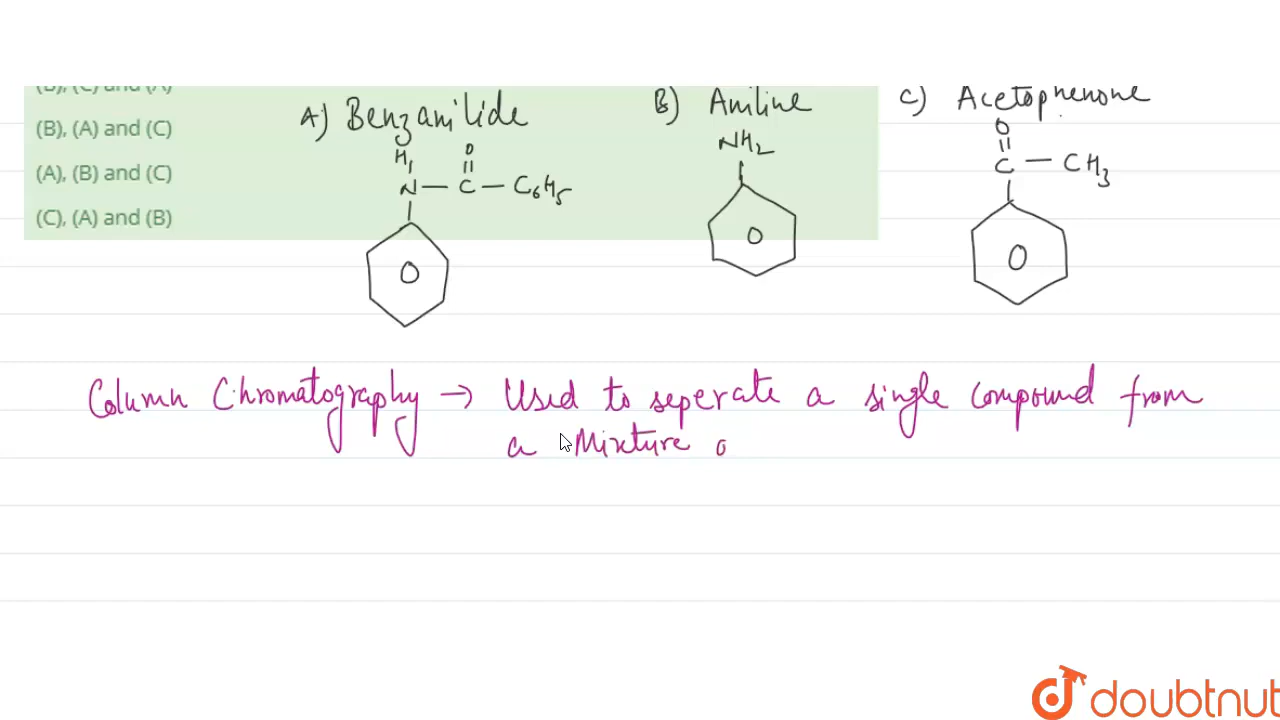 (B), (C) and (A)
(B), (A) and (C)
(A), (B) and (C)
(C), (A) and (B)
A) Benzanilide
H O
N — C — C6H5
B) Aniline
NH2
C) Acetophenone
O
C — CH3
Column Chromatography → Used to seperate a single compound from
a Mixture o
doubtnut